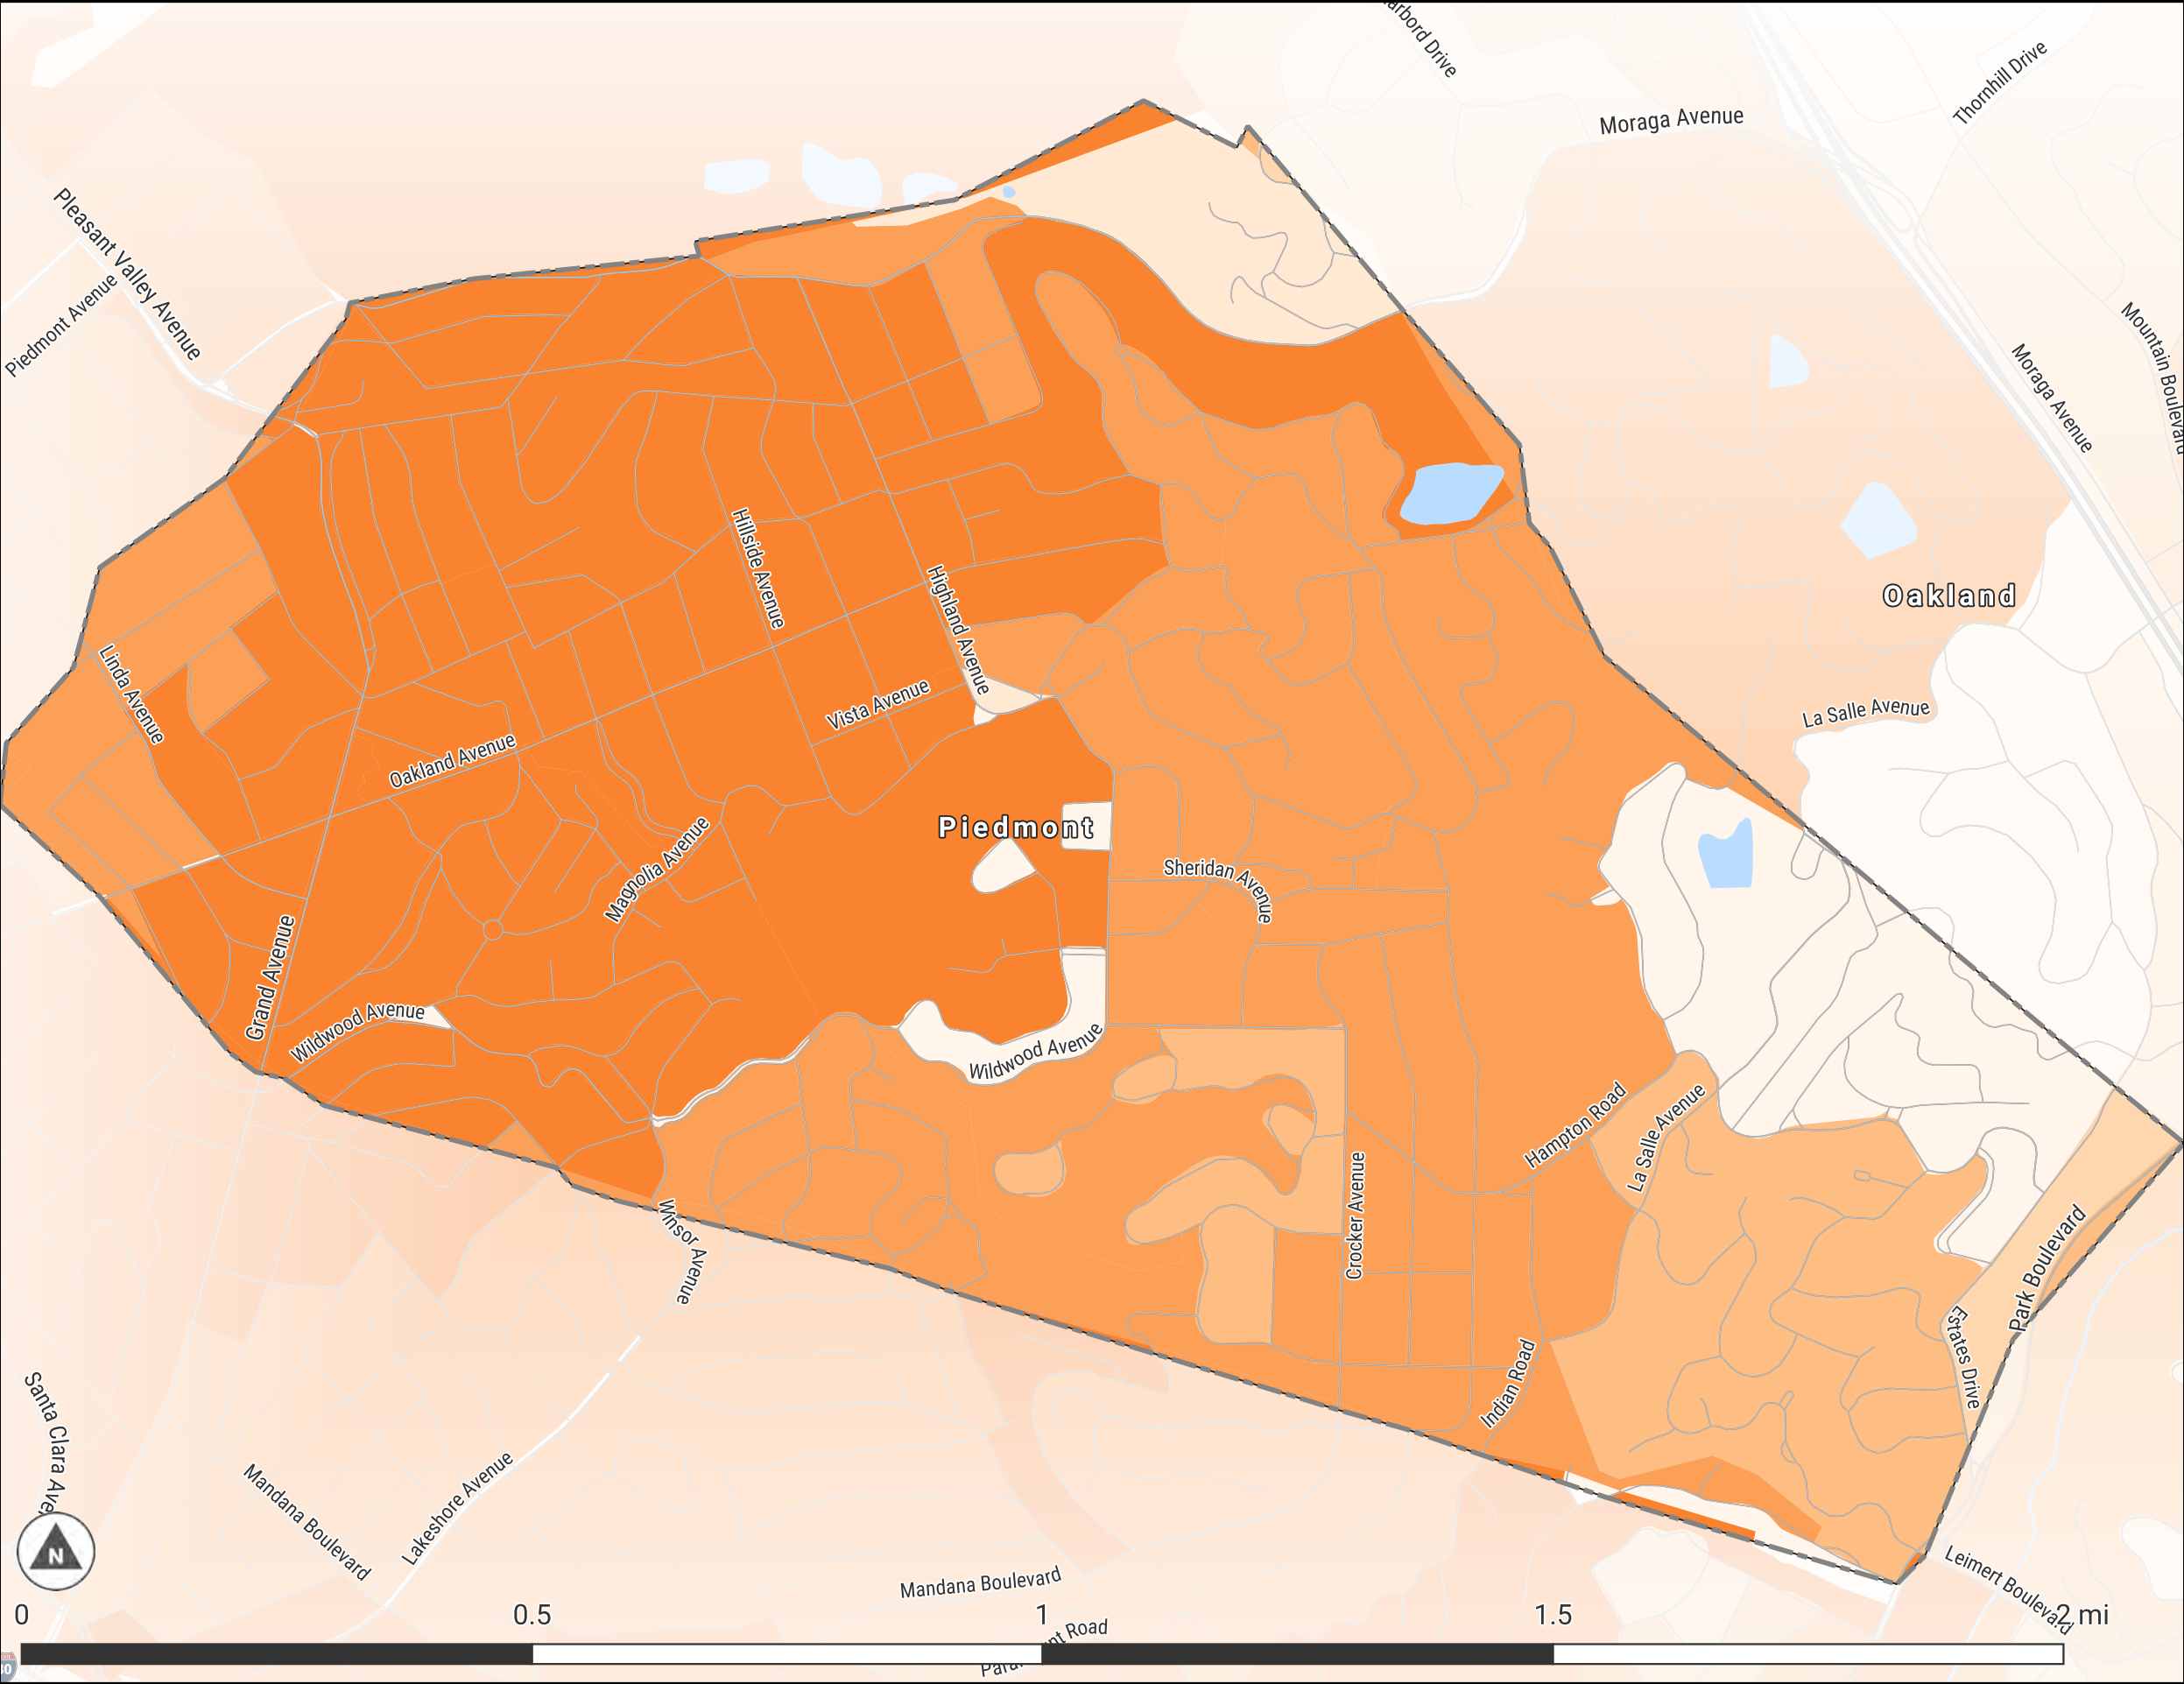 Thornhill Drive
Moraga Avenue
Pleasant Valley Avenue
Piedmont Avenue
Mountain
Moraga Avenue
Hillside Avenue
Highland Avenue
Oakland
Linda Avenue
Vista Avenue
La Salle Avenue
Oakland Avenue
Piedmont
Magnolia Avenue
Sheridan Avenue
Grand Avenue
Wildwood Avenue
Wildwood Avenue
Hampton Road
La Salle Avenue
Crocker Avenue
Winsor Avenue
Park Boulevard
Estates Drive
Indian Road
Santa Clara
Mandana Boulevard
Lakeshore Avenue
N
Mandana Boulevard
Leimert
0 0.5 1 1.5 2 mi
Road